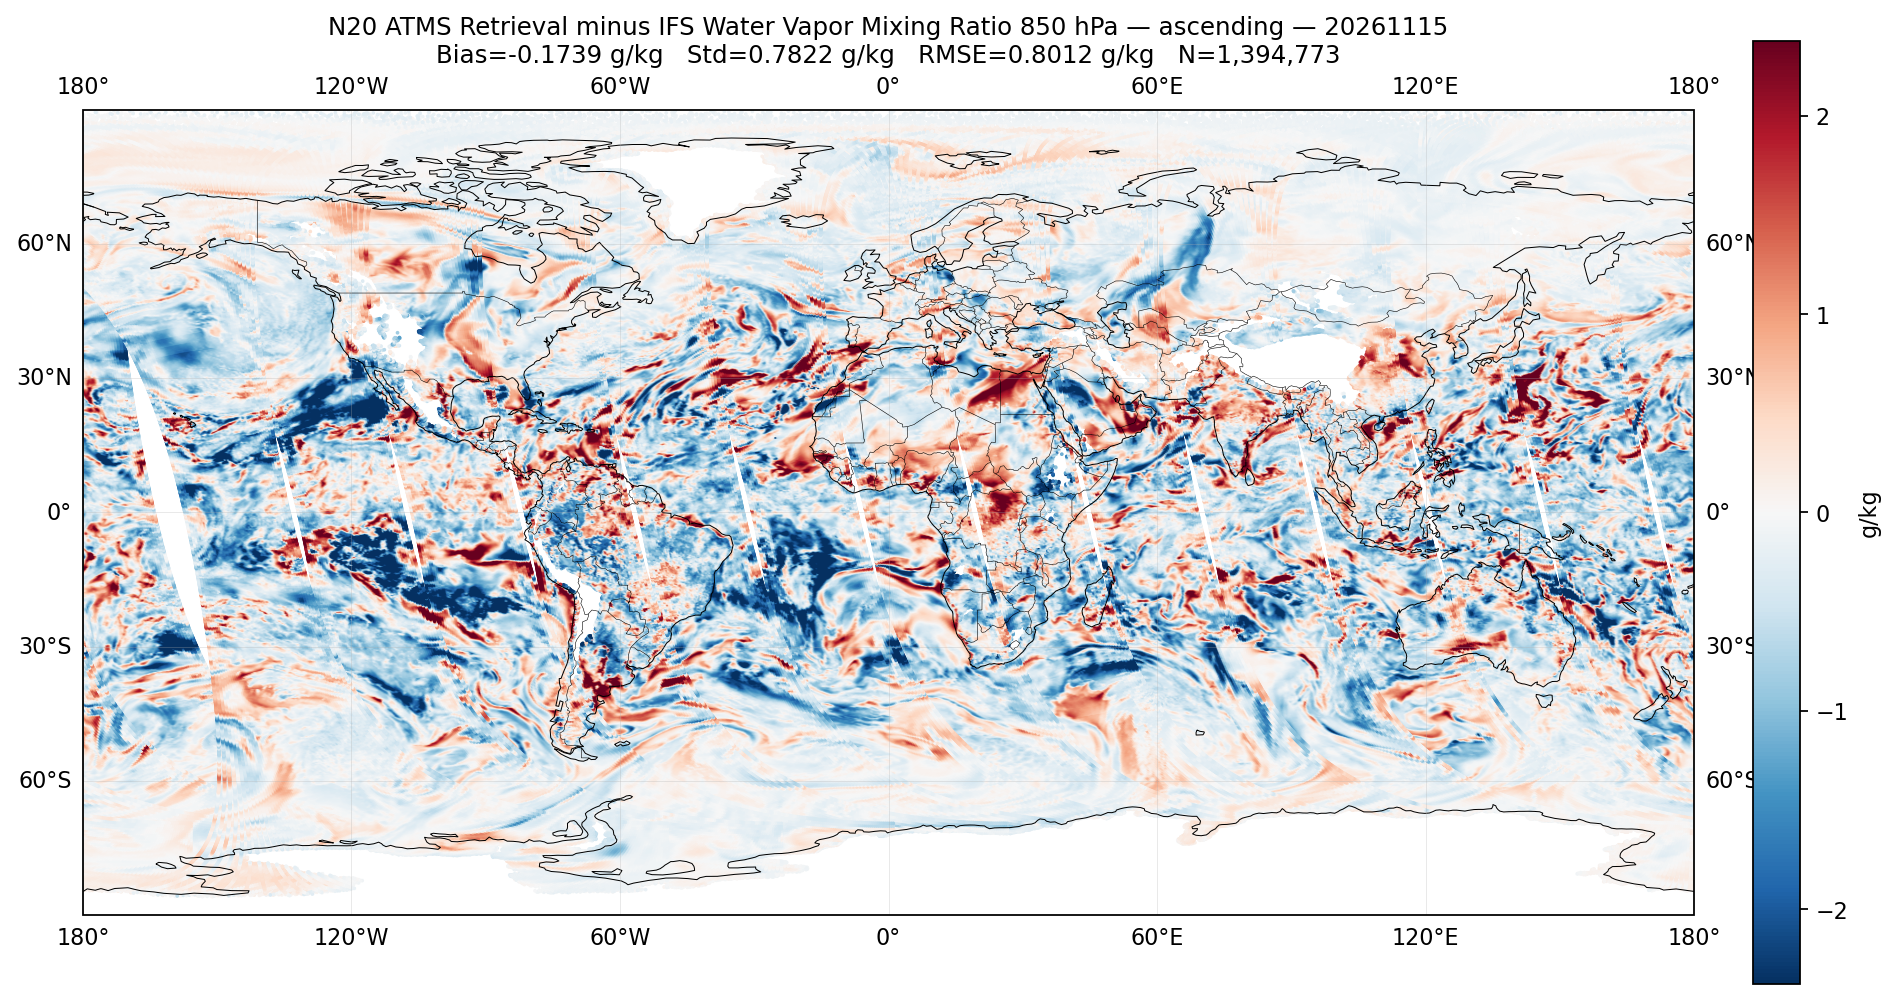 N20 ATMS Retrieval minus IFS Water Vapor Mixing Ratio 850 hPa — ascending — 20261115
Bias=-0.1739 g/kg   Std=0.7822 g/kg   RMSE=0.8012 g/kg   N=1,394,773
180° 120°W 60°W 0° 60°E 120°E 180°
60°N 60°N
30°N 30°N
0° 0°
30°S 30°S
60°S 60°S
180° 120°W 60°W 0° 60°E 120°E 180°
2
1
0
−1
−2
g/kg